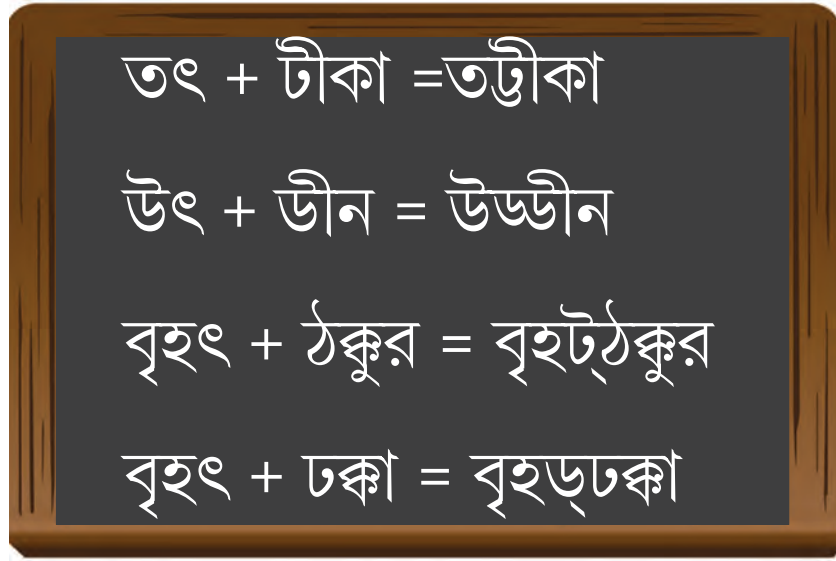 তৎ + টীকা =তট্টীকা
উৎ + ডীন = উড্ডীন
বৃহৎ + ঠক্কুর = বৃহট্‌ঠক্কুর
বৃহৎ + ঢক্কা = বৃহড্‌ঢক্কা